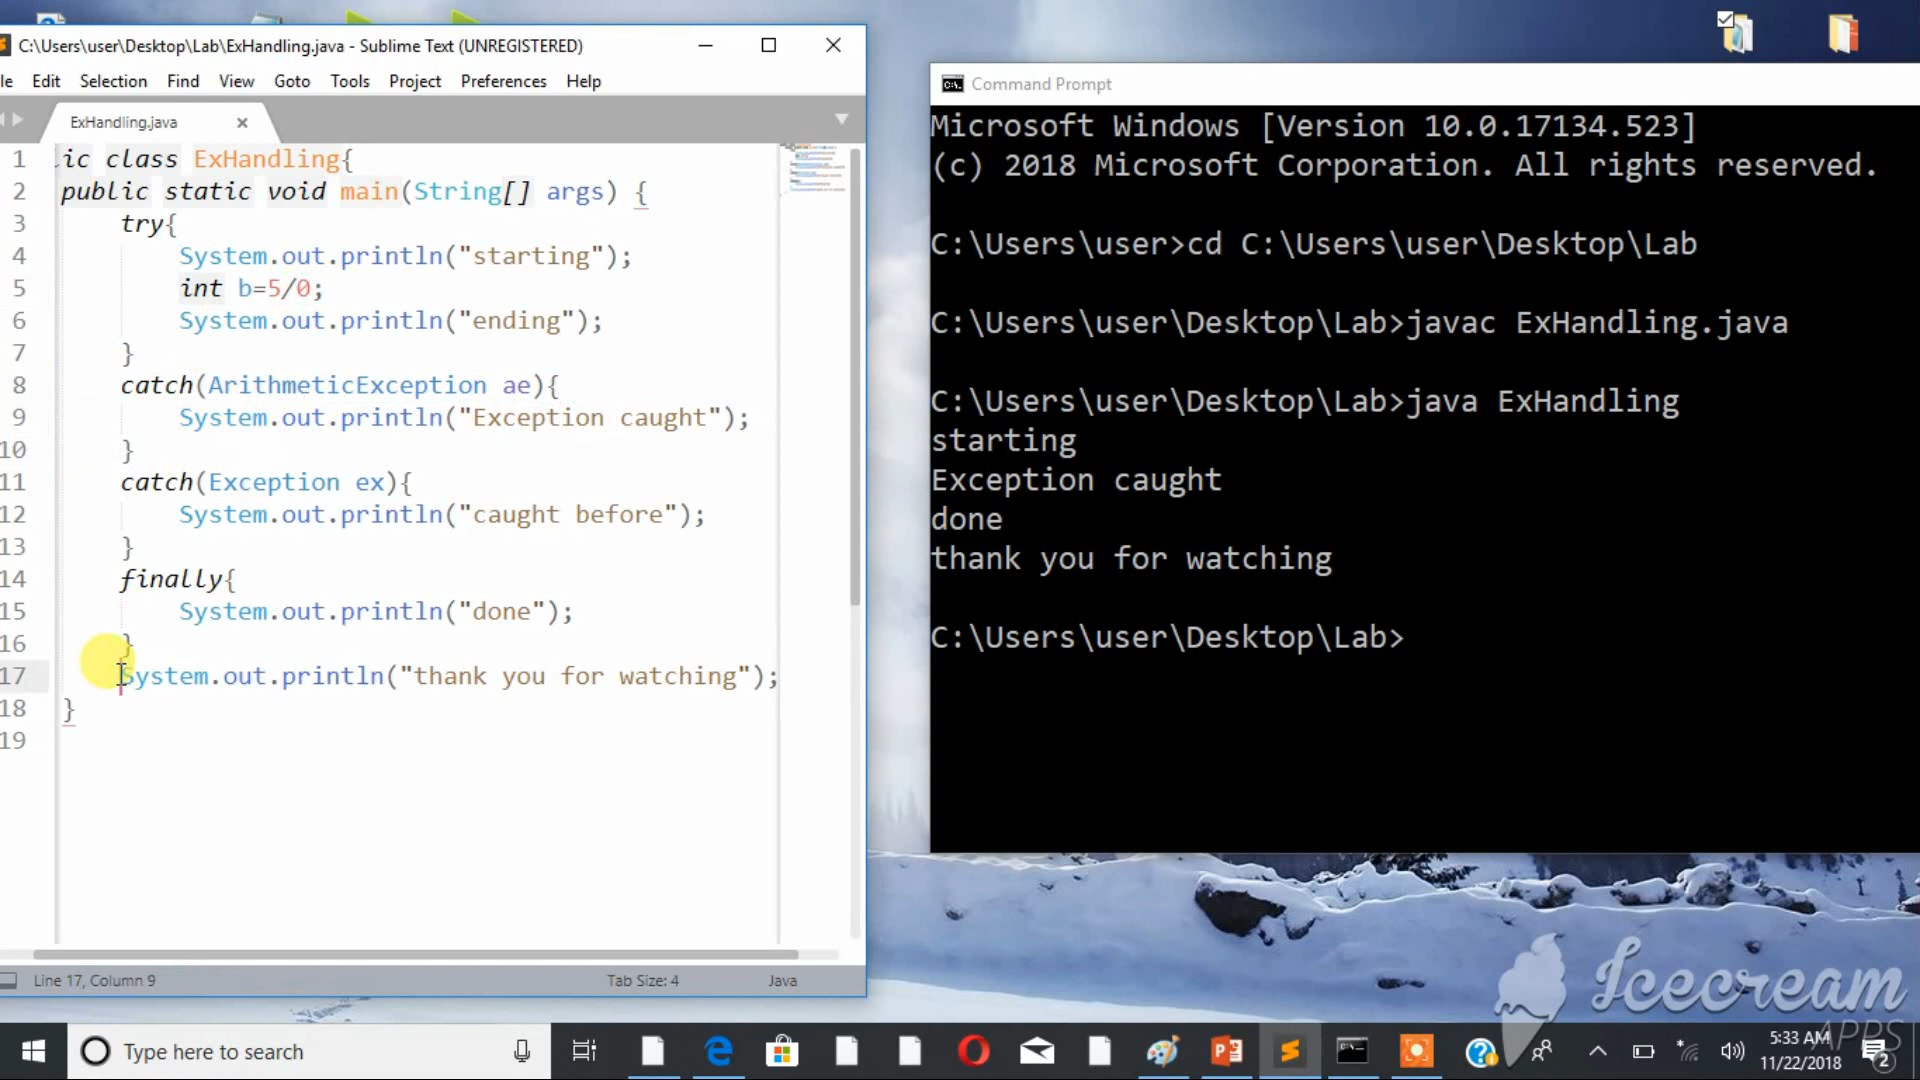 C:\Users\user\Desktop\Lab\ExHandling.java - Sublime Text (UNREGISTERED)
le Edit Selection Find View Goto Tools Project Preferences Help
ExHandling.java
1 ic class ExHandling{
2 public static void main(String[] args) {
3 try{
4 System.out.println("starting");
5 int b=5/0;
6 System.out.println("ending");
7 }
8 catch(ArithmeticException ae){
9 System.out.println("Exception caught");
10 }
11 catch(Exception ex){
12 System.out.println("caught before");
13 }
14 finally{
15 System.out.println("done");
16 }
17 System.out.println("thank you for watching");
18 }
19
Line 17, Column 9 Tab Size: 4 Java
Command Prompt
Microsoft Windows [Version 10.0.17134.523]
(c) 2018 Microsoft Corporation. All rights reserved.
C:\Users\user>cd C:\Users\user\Desktop\Lab
C:\Users\user\Desktop\Lab>javac ExHandling.java
C:\Users\user\Desktop\Lab>java ExHandling
starting
Exception caught
done
thank you for watching
C:\Users\user\Desktop\Lab>
Icecream
APPS
Type here to search
5:33 AM
11/22/2018
2